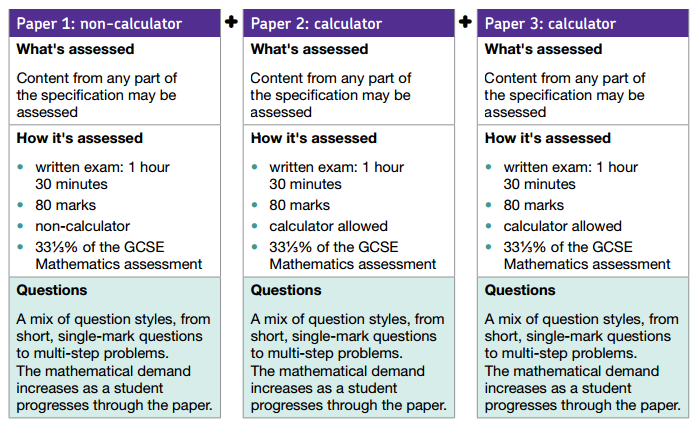 Paper 1: non-calculator
What's assessed
Content from any part of
the specification may be
assessed
How it's assessed
• written exam: 1 hour
30 minutes
• 80 marks
• non-calculator
• 33⅓% of the GCSE
Mathematics assessment
Questions
A mix of question styles, from
short, single-mark questions
to multi-step problems.
The mathematical demand
increases as a student
progresses through the paper.
+
Paper 2: calculator
What's assessed
Content from any part of
the specification may be
assessed
How it's assessed
• written exam: 1 hour
30 minutes
• 80 marks
• calculator allowed
• 33⅓% of the GCSE
Mathematics assessment
Questions
A mix of question styles, from
short, single-mark questions
to multi-step problems.
The mathematical demand
increases as a student
progresses through the paper.
+
Paper 3: calculator
What's assessed
Content from any part of
the specification may be
assessed
How it's assessed
• written exam: 1 hour
30 minutes
• 80 marks
• calculator allowed
• 33⅓% of the GCSE
Mathematics assessment
Questions
A mix of question styles, from
short, single-mark questions
to multi-step problems.
The mathematical demand
increases as a student
progresses through the paper.